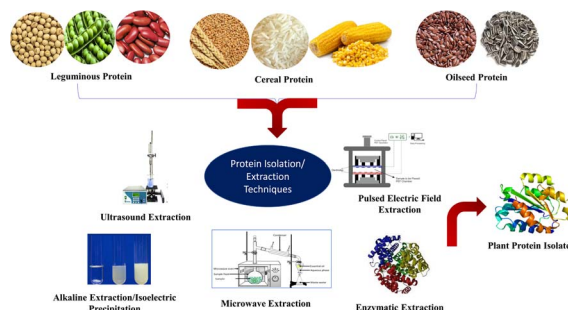 Leguminous Protein
Cereal Protein
Oilseed Protein
Protein Isolation/
Extraction
Techniques
Ultrasound Extraction
Pulsed Electric Field
Extraction
Plant Protein Isolate
Alkaline Extraction/Isoelectric
Precipitation
Microwave Extraction
Enzymatic Extraction